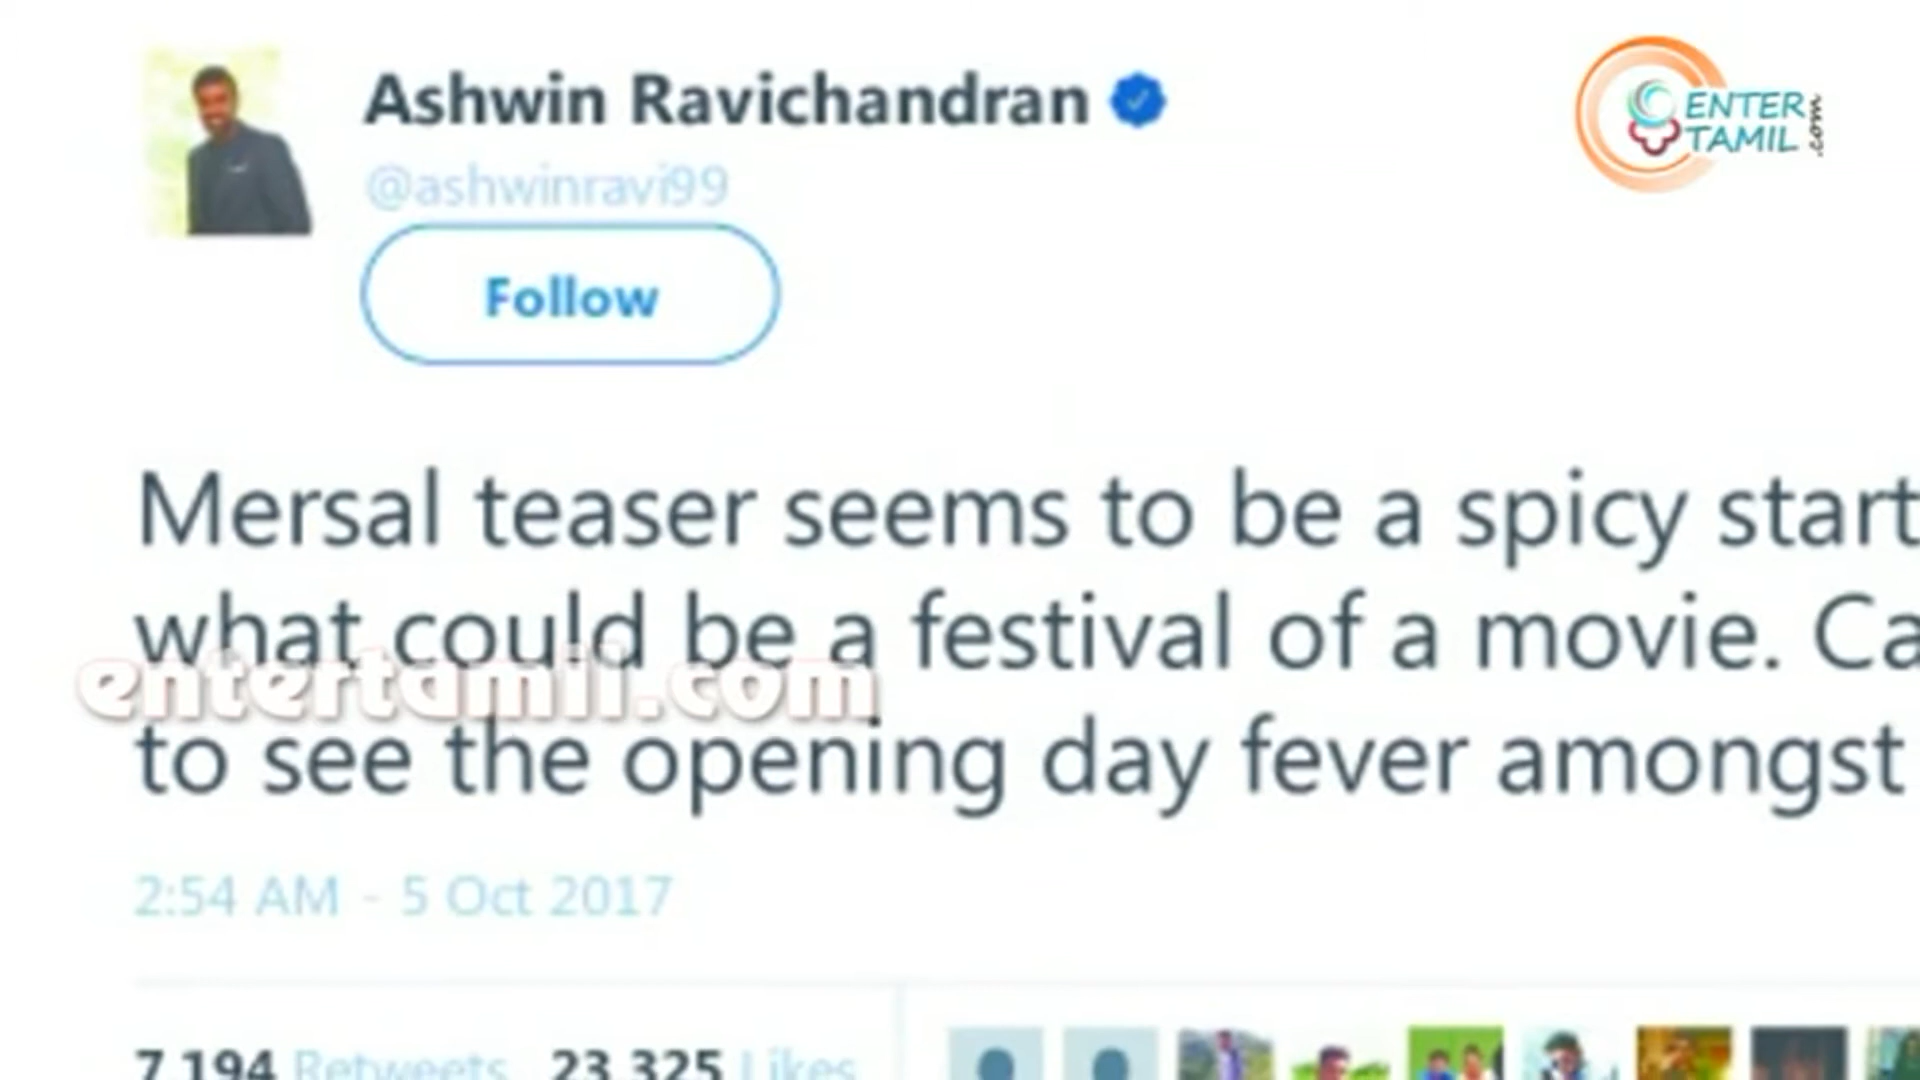 Ashwin Ravichandran
@ashwinravi99
Follow
ENTER
TAMIL
.com
Mersal teaser seems to be a spicy start
what could be a festival of a movie. Ca
entertamil.com
to see the opening day fever amongst
2:54 AM - 5 Oct 2017
7,194 Retweets 23,325 Likes